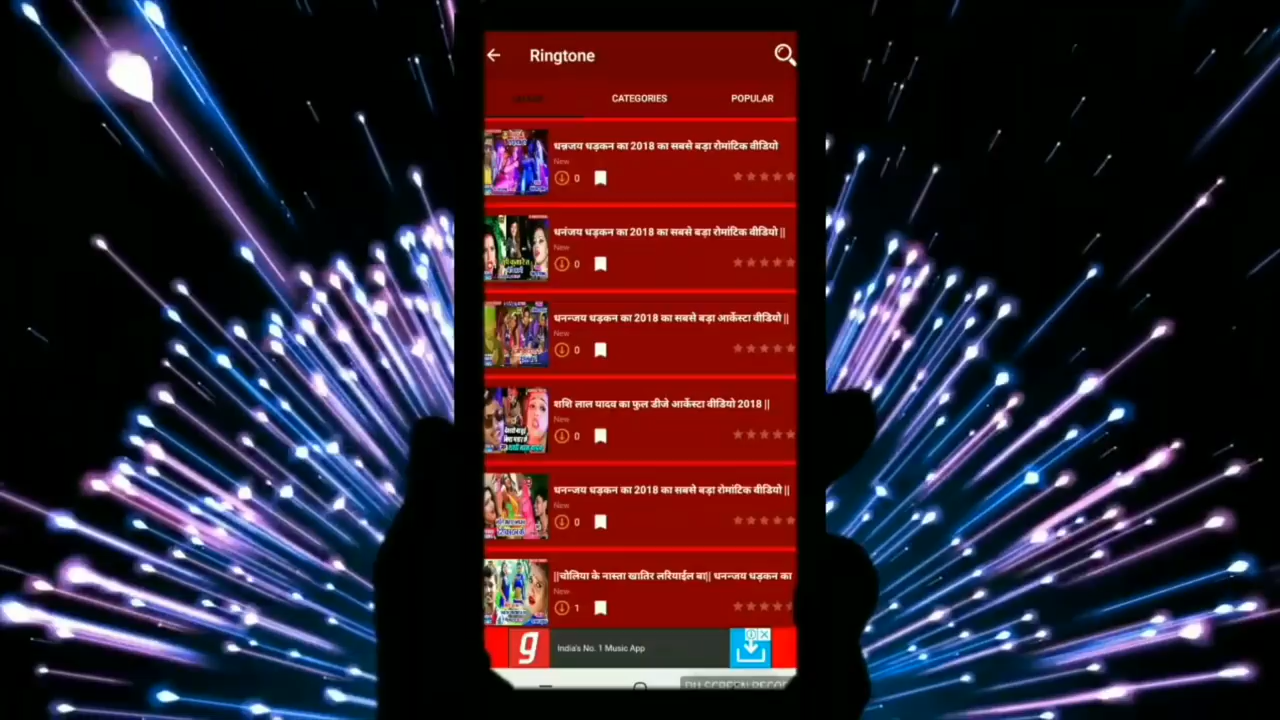 Ringtone
CATEGORIES
POPULAR
धन्नजय धड़कन का 2018 का सबसे बड़ा रोमांटिक वीडियो
New
0
धनंजय धड़कन का 2018 का सबसे बड़ा रोमांटिक वीडियो ||
New
0
धनन्जय धड़कन का 2018 का सबसे बड़ा आर्केस्टा वीडियो ||
New
0
शशि लाल यादव का फुल डीजे आर्केस्टा वीडियो 2018 ||
New
0
धनन्जय धड़कन का 2018 का सबसे बड़ा रोमांटिक वीडियो ||
New
0
||चोलिया के नास्ता खातिर लरियाईल बा|| धनन्जय धड़कन का
New
1
g
India's No. 1 Music App